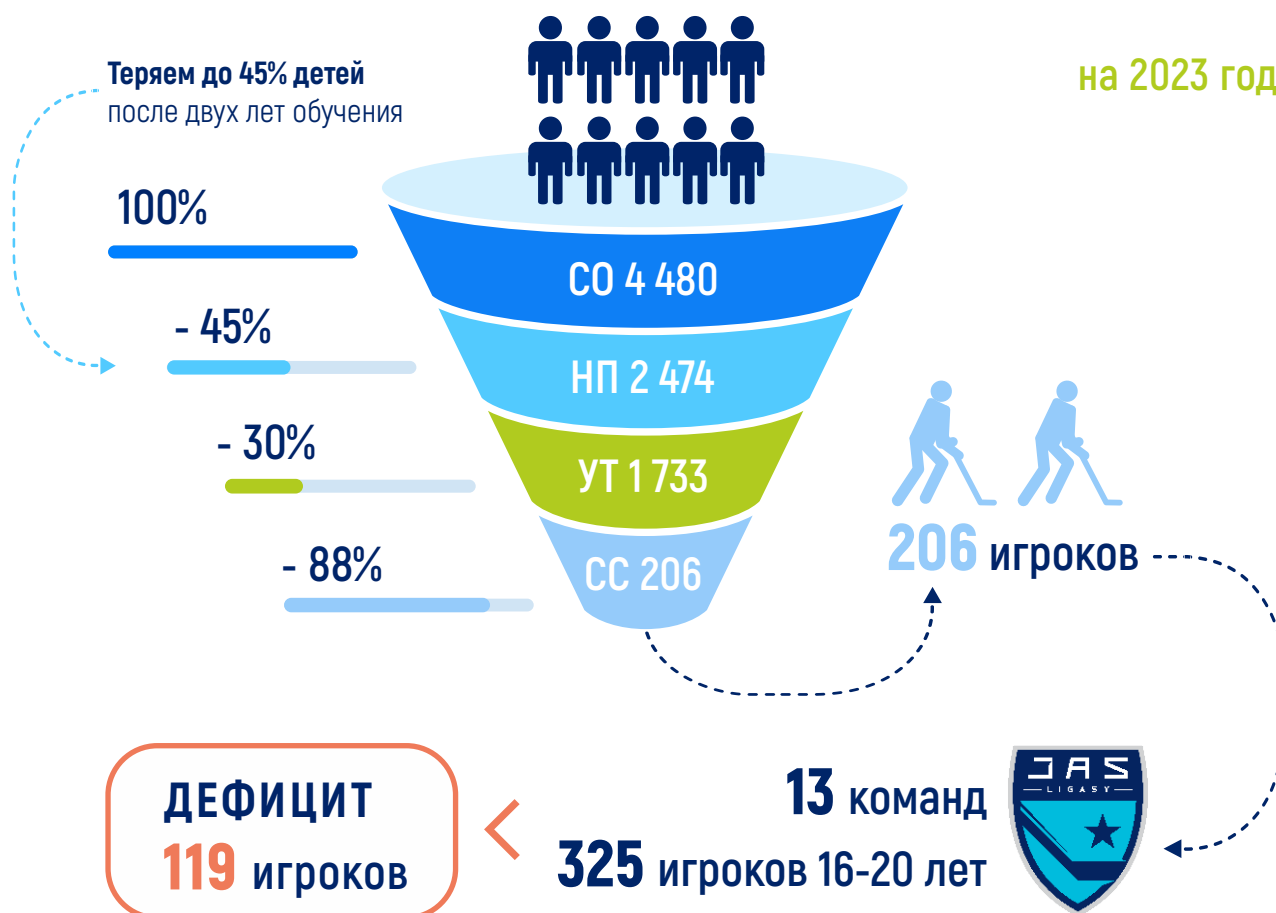 Теряем до 45% детей
после двух лет обучения
на 2023 год
100%
- 45%
- 30%
- 88%
СО 4 480
НП 2 474
УТ 1 733
СС 206
206 игроков
13 команд
325 игроков 16-20 лет
JAS
LIGASY
ДЕФИЦИТ
119 игроков